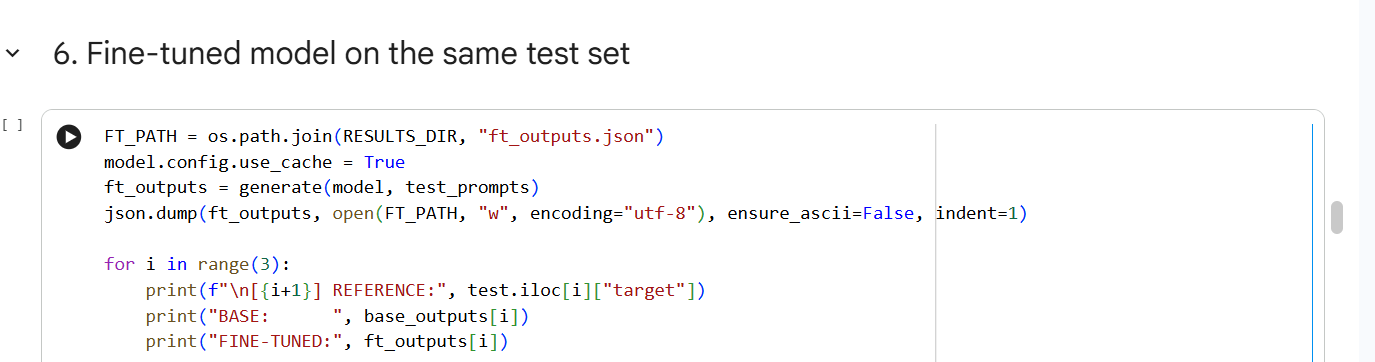 6. Fine-tuned model on the same test set
[ ]
FT_PATH = os.path.join(RESULTS_DIR, "ft_outputs.json")
model.config.use_cache = True
ft_outputs = generate(model, test_prompts)
json.dump(ft_outputs, open(FT_PATH, "w", encoding="utf-8"), ensure_ascii=False, indent=1)
for i in range(3):
    print(f"\n[{i+1}] REFERENCE:", test.iloc[i]["target"])
    print("BASE:      ", base_outputs[i])
    print("FINE-TUNED:", ft_outputs[i])